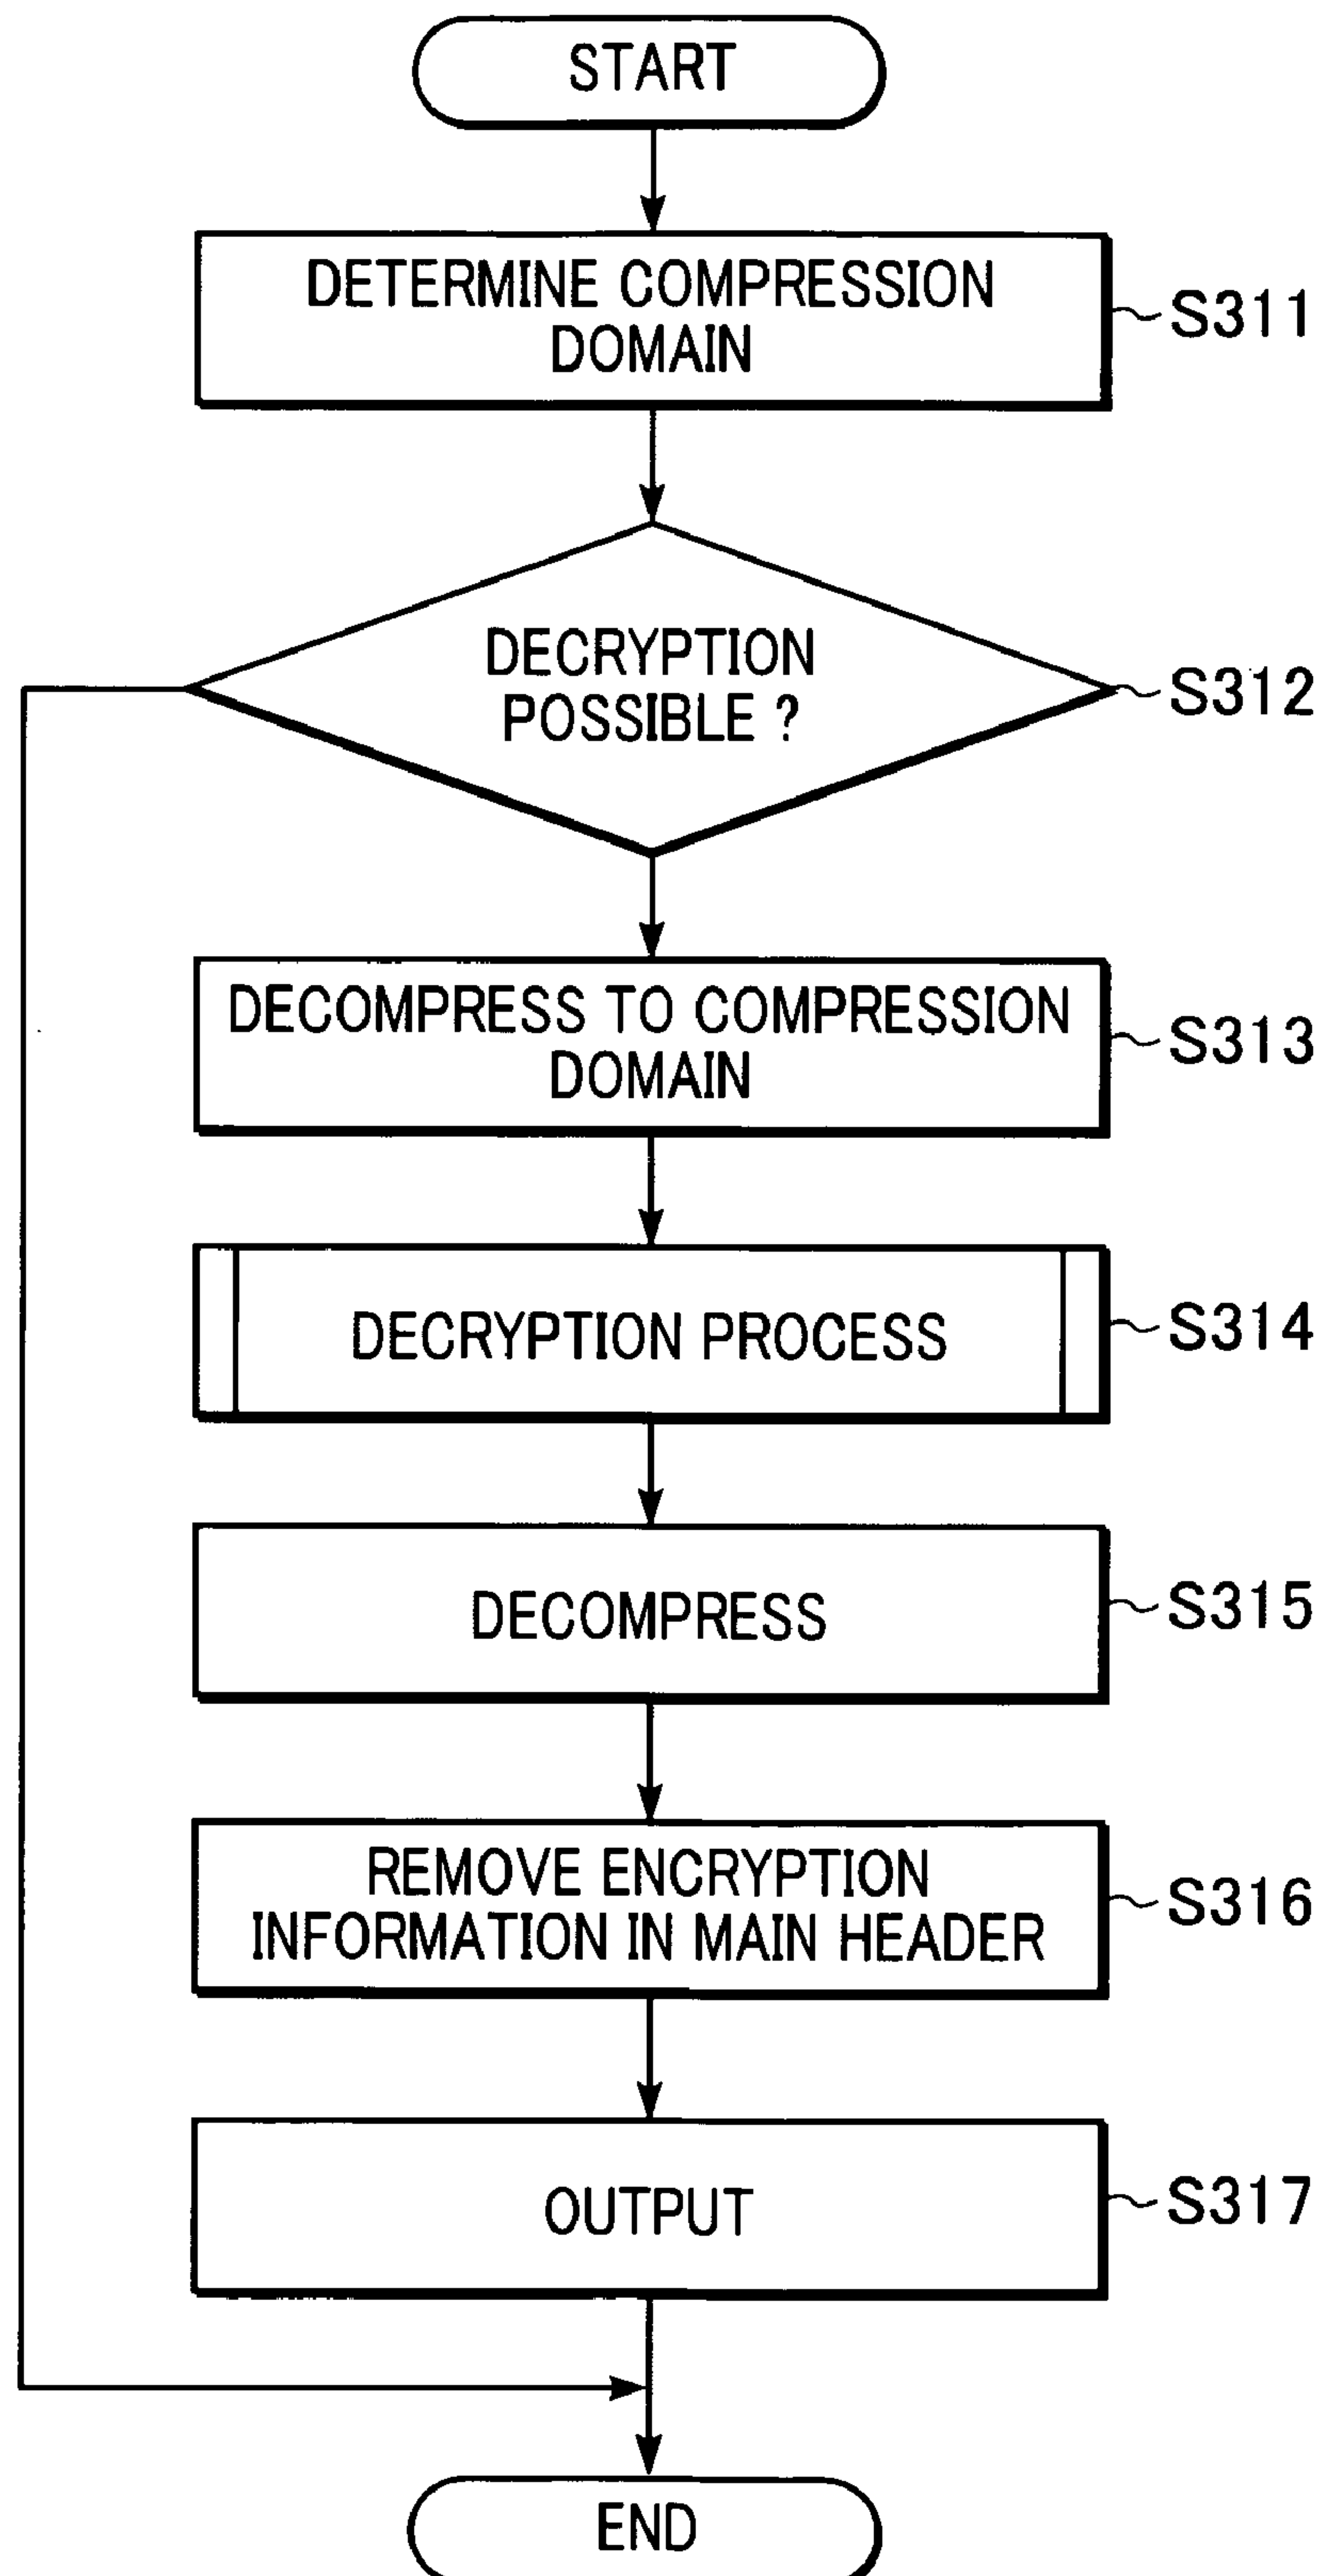 START
DETERMINE COMPRESSION
DOMAIN
S311
DECRYPTION
POSSIBLE ?
S312
DECOMPRESS TO COMPRESSION
DOMAIN
S313
DECRYPTION PROCESS
S314
DECOMPRESS
S315
REMOVE ENCRYPTION
INFORMATION IN MAIN HEADER
S316
OUTPUT
S317
END